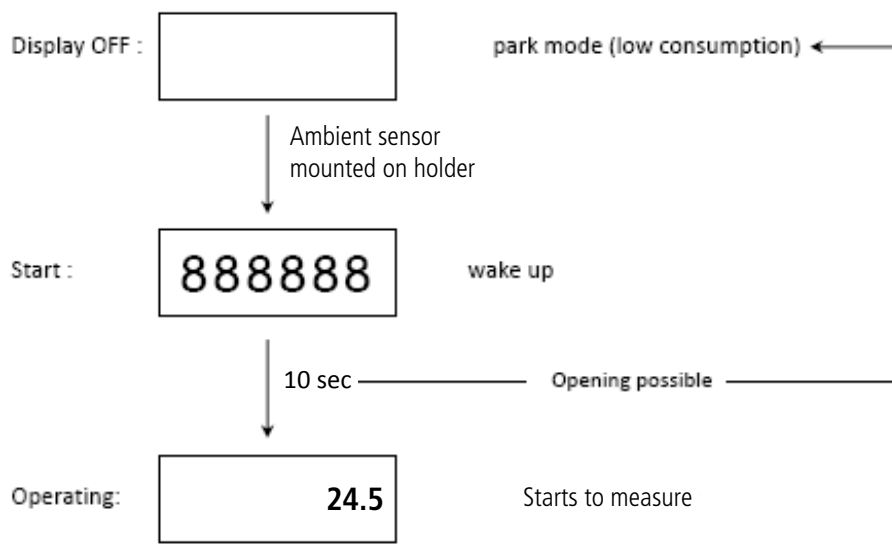 Display OFF :
park mode (low consumption)
Ambient sensor
mounted on holder
Start :
888888
wake up
10 sec
Opening possible
Operating:
24.5
Starts to measure